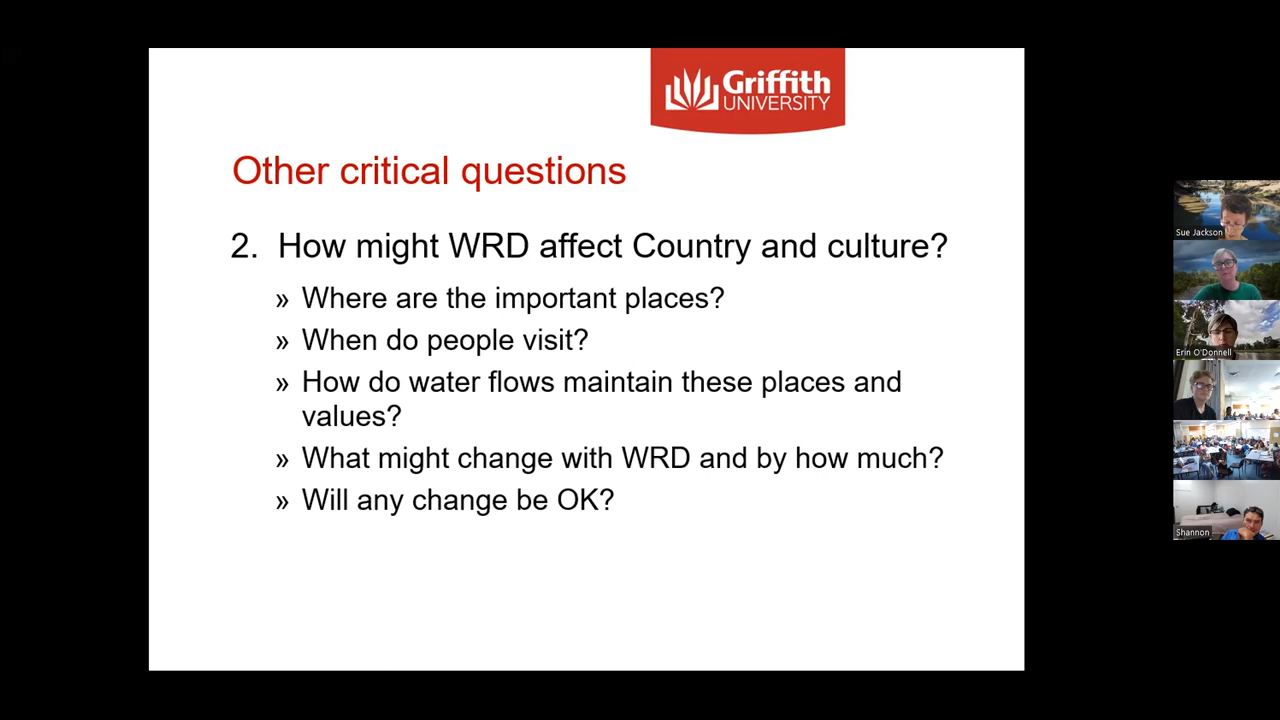 Griffith
UNIVERSITY
Other critical questions
2. How might WRD affect Country and culture?
» Where are the important places?
» When do people visit?
» How do water flows maintain these places and
values?
» What might change with WRD and by how much?
» Will any change be OK?
Sue Jackson
Erin O'Donnell
Shannon